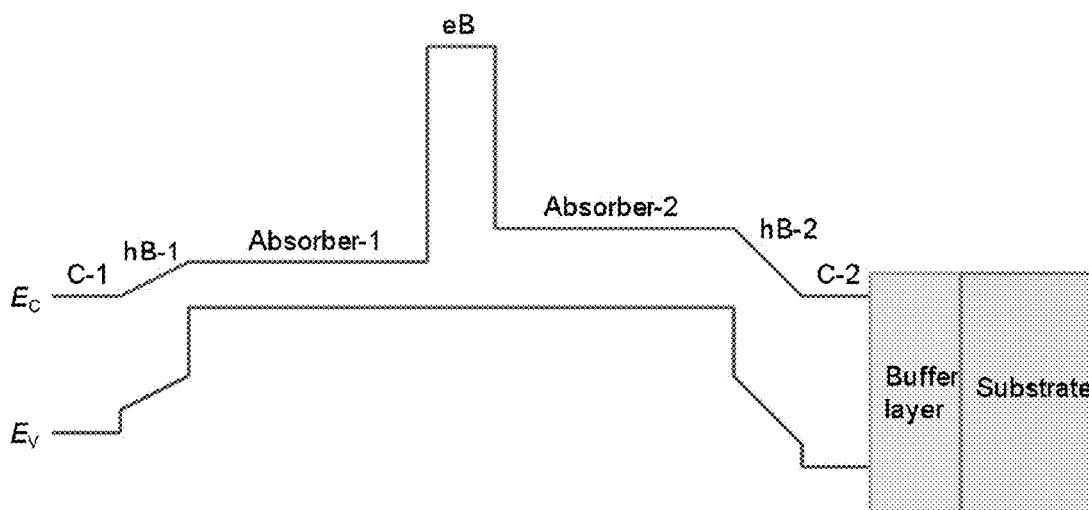 eB
Absorber-2
hB-2
Absorber-1
hB-1
C-1
C-2
E_C
Buffer
layer
Substrate
E_V